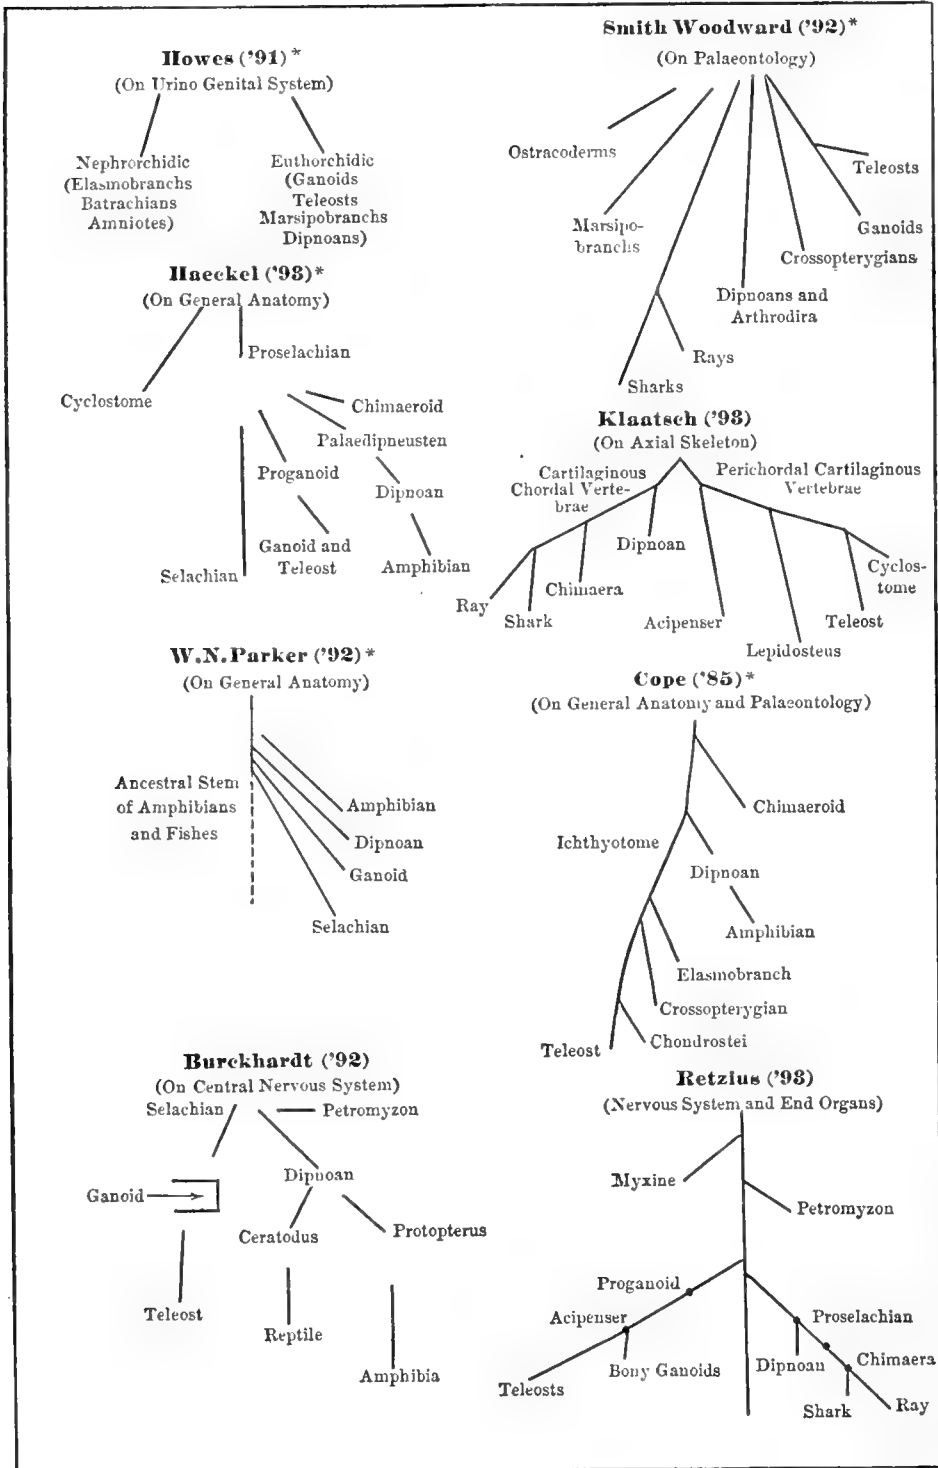 Howes ('91) *
(On Urino Genital System)
Nephrorchidic
(Elasmobranchs
Batrachians
Amniotes)
Euthorchidic
(Ganoids
Teleosts
Marsipobranchs
Dipnoans)
Smith Woodward ('92)*
(On Palaeontology)
Ostracoderms
Marsipo-
branchs
Sharks
Rays
Dipnoans and
Arthrodira
Crossopterygians
Ganoids
Teleosts
Haeckel ('93)*
(On General Anatomy)
Proselachian
Cyclostome
Chimaeroid
Palaedipneusten
Proganoid
Dipnoan
Ganoid and
Teleost
Selachian
Amphibian
Klaatsch ('93)
(On Axial Skeleton)
Cartilaginous
Chordal Verte-
brae
Perichordal Cartilaginous
Vertebrae
Dipnoan
Chimaera
Ray
Shark
Acipenser
Lepidosteus
Teleost
Cyclos-
tome
W.N.Parker ('92)*
(On General Anatomy)
Ancestral Stem
of Amphibians
and Fishes
Amphibian
Dipnoan
Ganoid
Selachian
Cope ('85)*
(On General Anatomy and Palaeontology)
Chimaeroid
Ichthyotome
Dipnoan
Amphibian
Elasmobranch
Crossopterygian
Chondrostei
Teleost
Burckhardt ('92)
(On Central Nervous System)
Selachian
Petromyzon
Dipnoan
Ganoid
Ceratodus
Protopterus
Teleost
Reptile
Amphibia
Retzius ('93)
(Nervous System and End Organs)
Myxine
Petromyzon
Proganoid
Acipenser
Proselachian
Bony Ganoids
Dipnoan
Chimaera
Teleosts
Shark
Ray